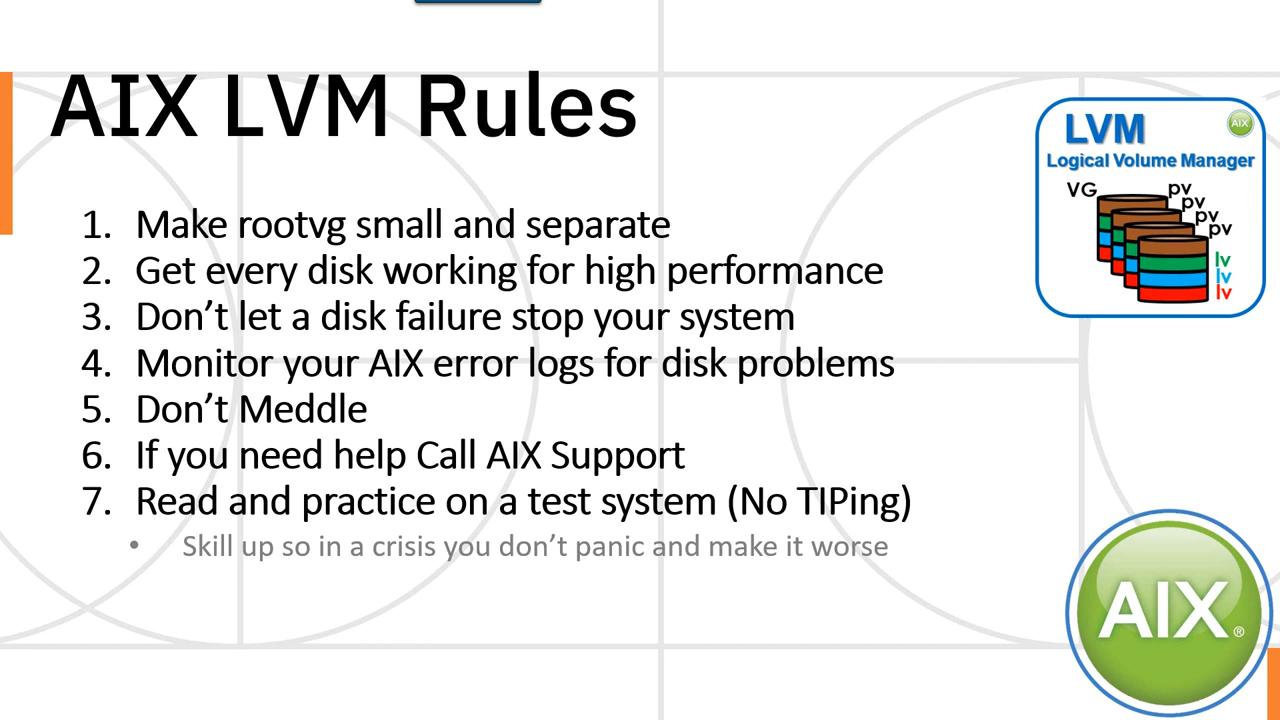 AIX LVM Rules
1. Make rootvg small and separate
2. Get every disk working for high performance
3. Don’t let a disk failure stop your system
4. Monitor your AIX error logs for disk problems
5. Don’t Meddle
6. If you need help Call AIX Support
7. Read and practice on a test system (No TIPing)
• Skill up so in a crisis you don’t panic and make it worse
LVM
AIX
Logical Volume Manager
VG
pv
pv
pv
pv
lv
lv
lv
AIX®